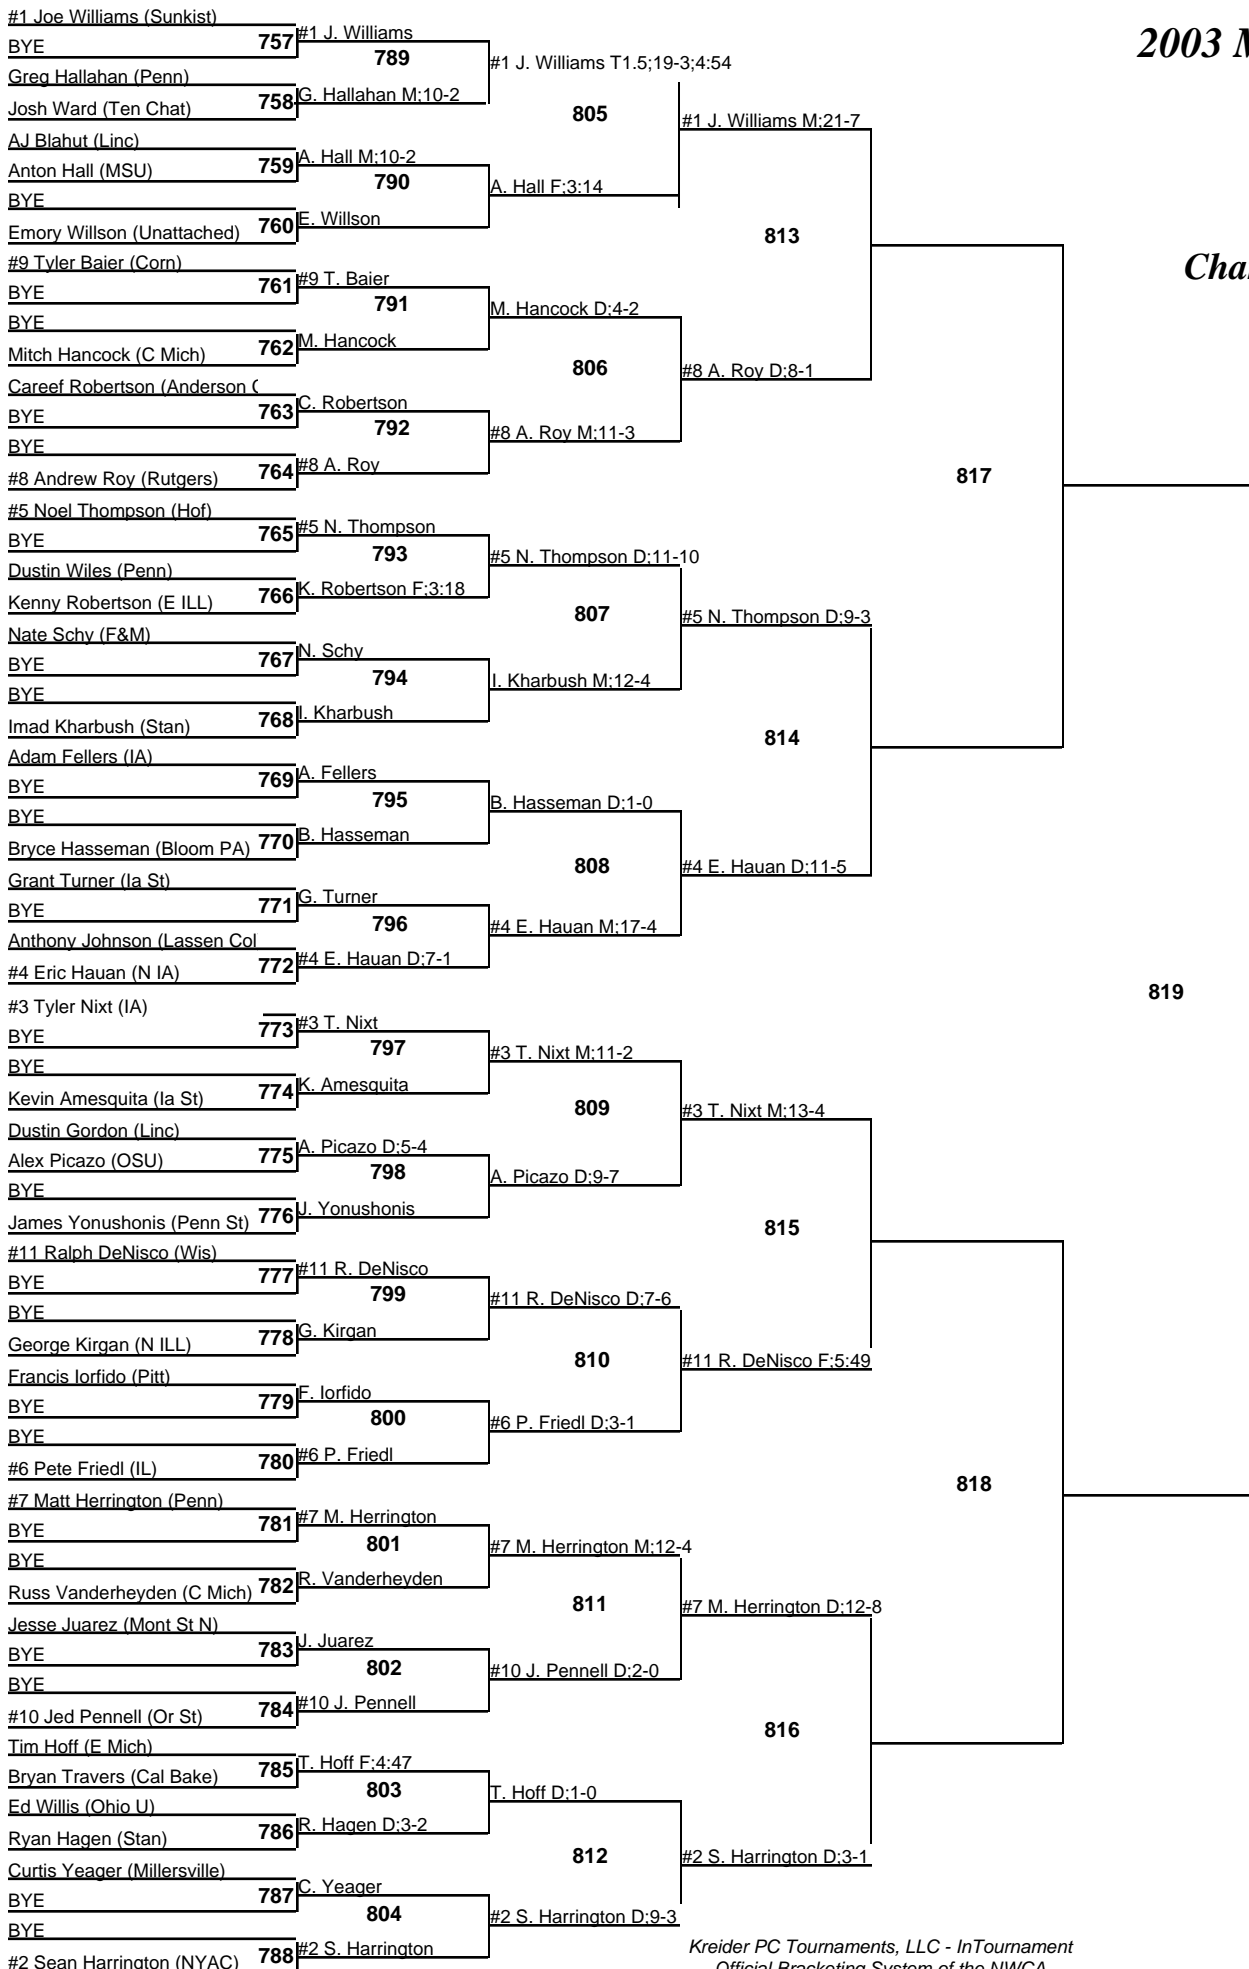 #1 Joe Williams (Sunkist)
BYE
757
#1 J. Williams
789
Greg Hallahan (Penn)
Josh Ward (Ten Chat)
758
G. Hallahan M;10-2
#1 J. Williams T1.5;19-3;4:54
805
AJ Blahut (Linc)
Anton Hall (MSU)
759
A. Hall M;10-2
790
BYE
Emory Willson (Unattached)
760
E. Willson
A. Hall F;3:14
#1 J. Williams M;21-7
813
#9 Tyler Baier (Corn)
BYE
761
#9 T. Baier
791
BYE
Mitch Hancock (C Mich)
762
M. Hancock
M. Hancock D;4-2
806
Careef Robertson (Anderson
BYE
763
C. Robertson
792
BYE
#8 Andrew Roy (Rutgers)
764
#8 A. Roy
#8 A. Roy M;11-3
#8 A. Roy D;8-1
817
#5 Noel Thompson (Hof)
BYE
765
#5 N. Thompson
793
Dustin Wiles (Penn)
Kenny Robertson (E ILL)
766
K. Robertson F;3:18
#5 N. Thompson D;11-10
807
Nate Schy (F&M)
BYE
767
N. Schy
794
BYE
Imad Kharbush (Stan)
768
I. Kharbush
I. Kharbush M;12-4
#5 N. Thompson D;9-3
814
Adam Fellers (IA)
BYE
769
A. Fellers
795
BYE
Bryce Hasseman (Bloom PA)
770
B. Hasseman
B. Hasseman D;1-0
808
Grant Turner (Ia St)
BYE
771
G. Turner
796
Anthony Johnson (Lassen Col
#4 Eric Hauan (N IA)
772
#4 E. Hauan D;7-1
#4 E. Hauan M;17-4
#4 E. Hauan D;11-5
819
#3 Tyler Nixt (IA)
BYE
773
#3 T. Nixt
797
BYE
Kevin Amesquita (Ia St)
774
K. Amesquita
#3 T. Nixt M;11-2
809
Dustin Gordon (Linc)
Alex Picazo (OSU)
775
A. Picazo D;5-4
798
BYE
James Yonushonis (Penn St)
776
J. Yonushonis
A. Picazo D;9-7
#3 T. Nixt M;13-4
815
#11 Ralph DeNisco (Wis)
BYE
777
#11 R. DeNisco
799
BYE
George Kirgan (N ILL)
778
G. Kirgan
#11 R. DeNisco D;7-6
810
Francis Iorfido (Pitt)
BYE
779
F. Iorfido
800
BYE
#6 Pete Friedl (IL)
780
#6 P. Friedl
#6 P. Friedl D;3-1
#11 R. DeNisco F;5:49
818
#7 Matt Herrington (Penn)
BYE
781
#7 M. Herrington
801
BYE
Russ Vanderheyden (C Mich)
782
R. Vanderheyden
#7 M. Herrington M;12-4
811
Jesse Juarez (Mont St N)
BYE
783
J. Juarez
802
BYE
#10 Jed Pennell (Or St)
784
#10 J. Pennell
#10 J. Pennell D;2-0
#7 M. Herrington D;12-8
816
Tim Hoff (E Mich)
Bryan Travers (Cal Bake)
785
T. Hoff F;4:47
803
Ed Willis (Ohio U)
Ryan Hagen (Stan)
786
R. Hagen D;3-2
T. Hoff D;1-0
812
Curtis Yeager (Millersville)
BYE
787
C. Yeager
804
BYE
#2 Sean Harrington (NYAC)
788
#2 S. Harrington
#2 S. Harrington D;9-3
#2 S. Harrington D;3-1
2003
Kreider PC Tournaments, LLC - InTournament
Official Bracketing System of the NWCA